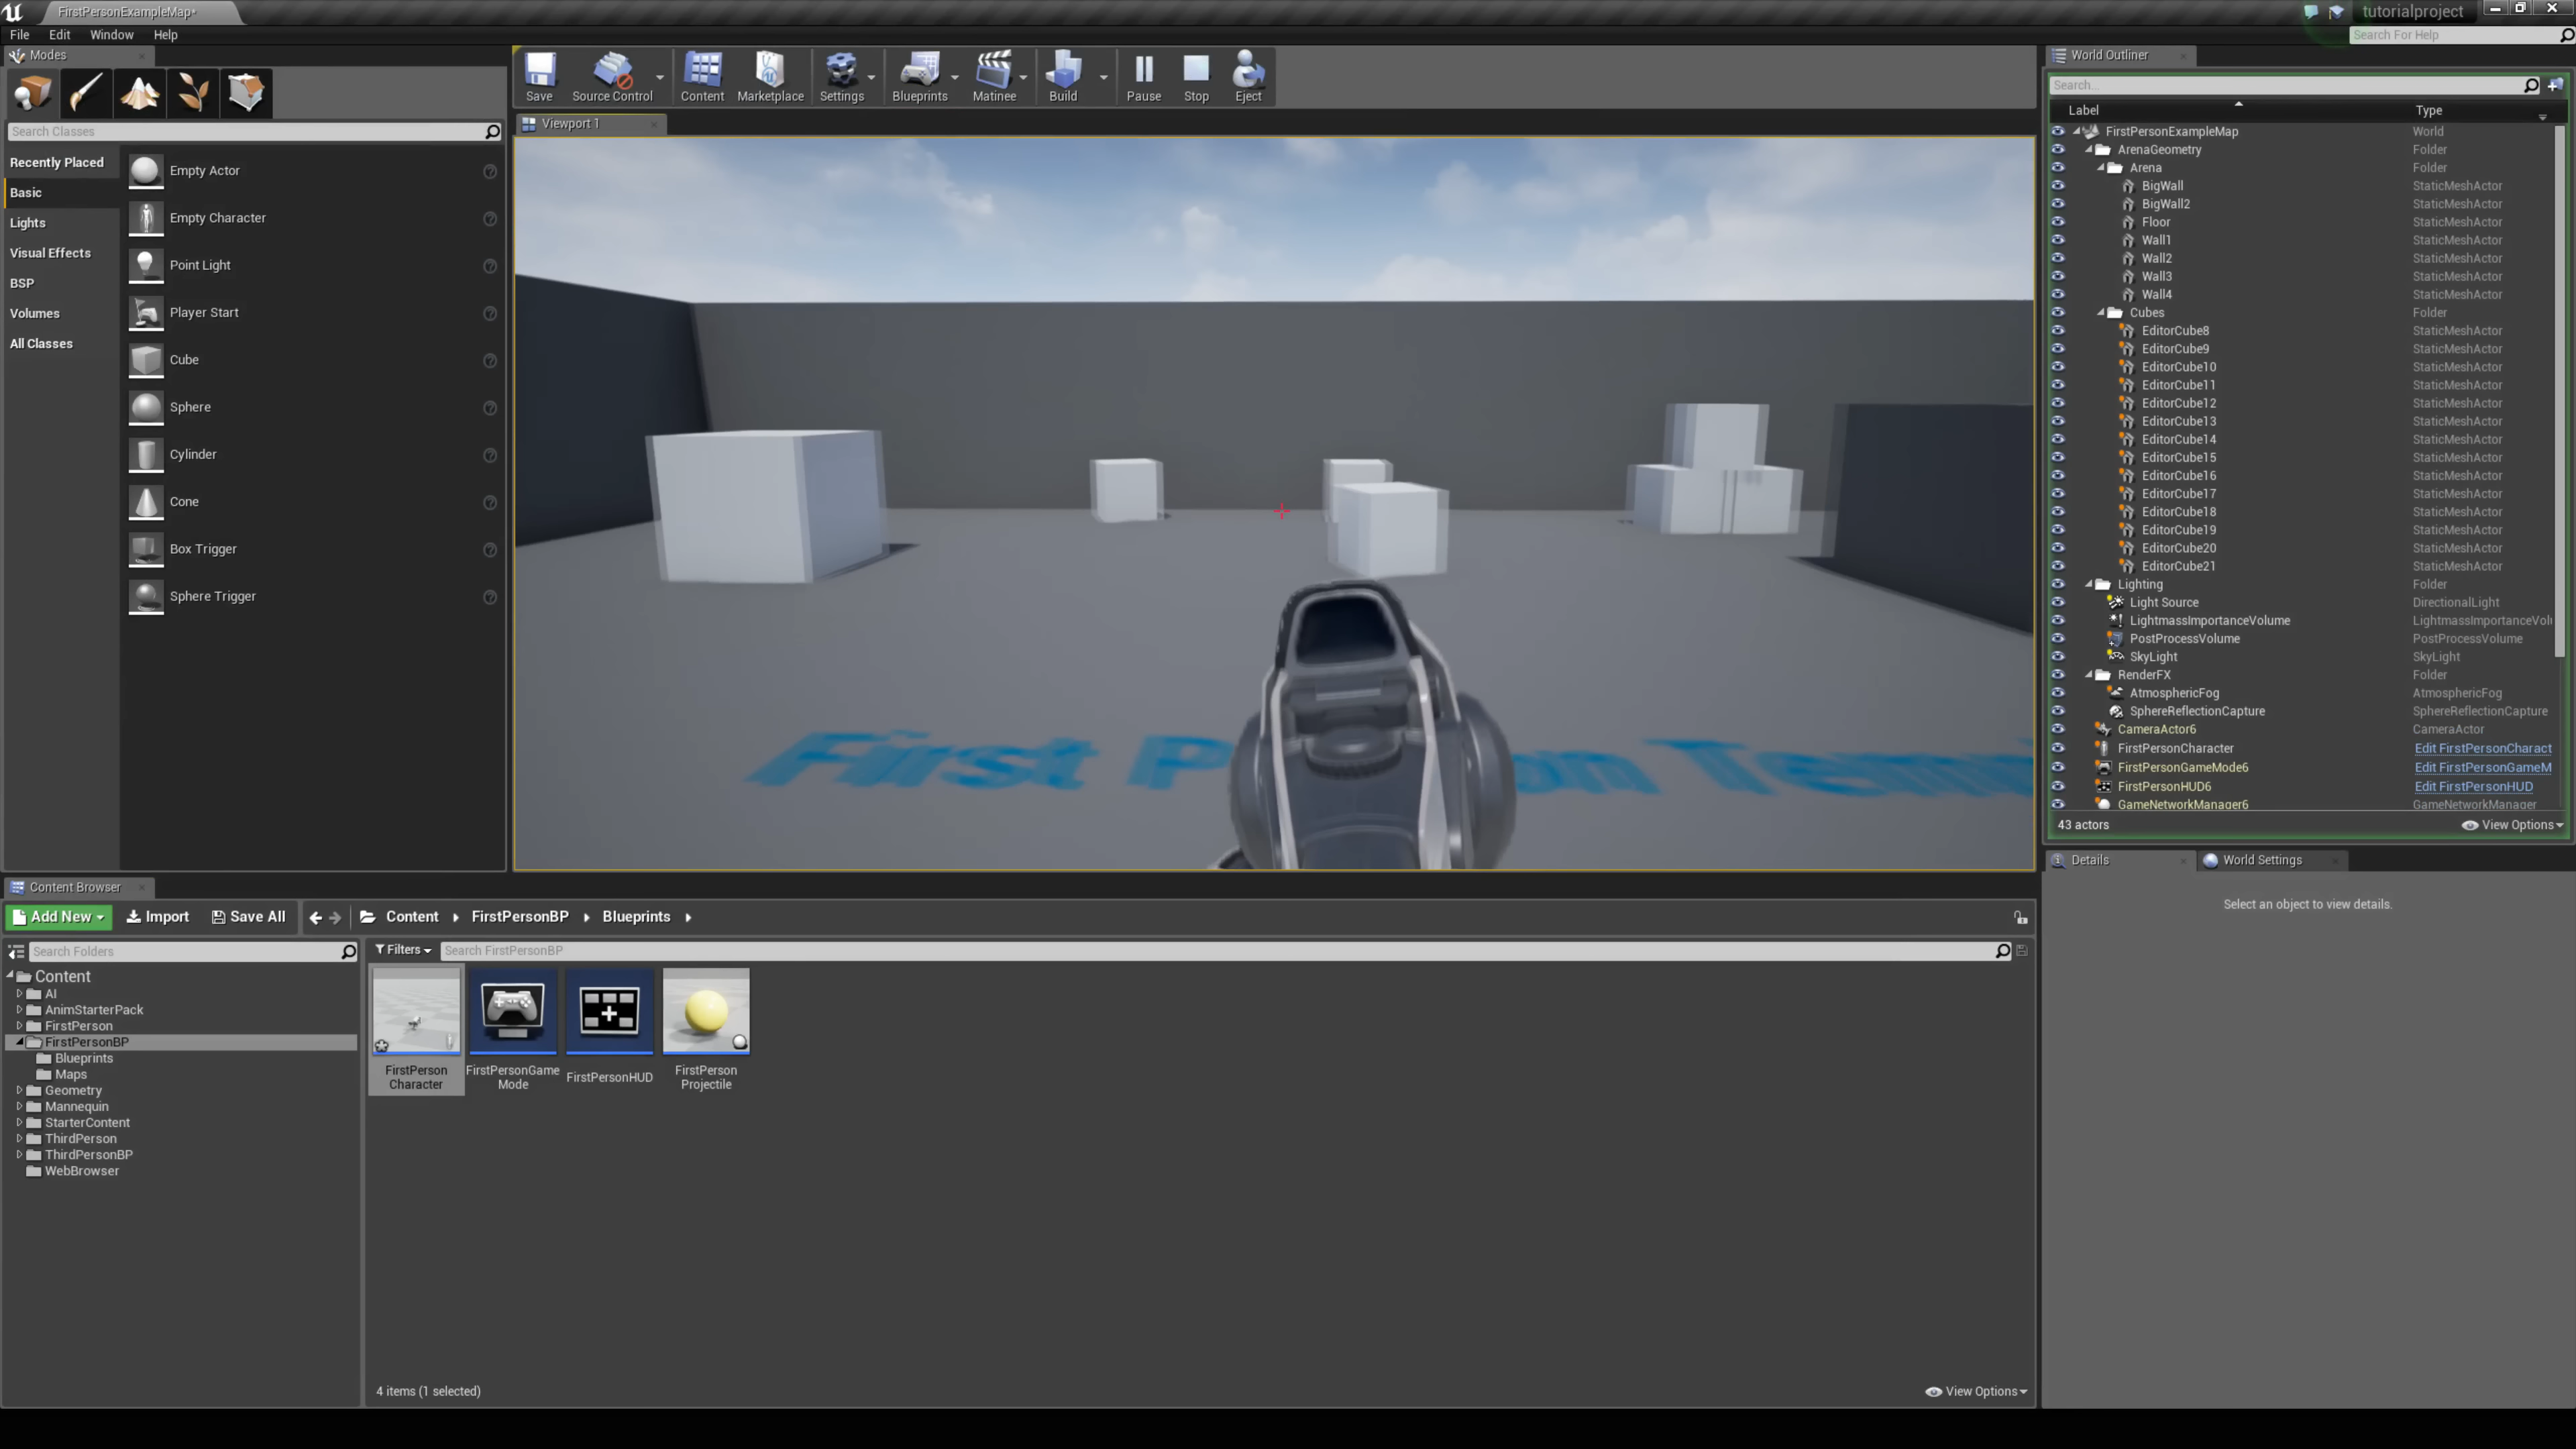 FirstPersonExampleMap*
tutorialproject
File Edit Window Help
Search For Help
Modes
Search Classes
Recently Placed
Basic
Lights
Visual Effects
BSP
Volumes
All Classes
Empty Actor
Empty Character
Point Light
Player Start
Cube
Sphere
Cylinder
Cone
Box Trigger
Sphere Trigger
Save Source Control Content Marketplace Settings Blueprints Matinee Build Pause Stop Eject
Viewport 1
First P on
World Outliner
Search...
Label Type
FirstPersonExampleMap World
ArenaGeometry Folder
Arena Folder
BigWall StaticMeshActor
BigWall2 StaticMeshActor
Floor StaticMeshActor
Wall1 StaticMeshActor
Wall2 StaticMeshActor
Wall3 StaticMeshActor
Wall4 StaticMeshActor
Cubes Folder
EditorCube8 StaticMeshActor
EditorCube9 StaticMeshActor
EditorCube10 StaticMeshActor
EditorCube11 StaticMeshActor
EditorCube12 StaticMeshActor
EditorCube13 StaticMeshActor
EditorCube14 StaticMeshActor
EditorCube15 StaticMeshActor
EditorCube16 StaticMeshActor
EditorCube17 StaticMeshActor
EditorCube18 StaticMeshActor
EditorCube19 StaticMeshActor
EditorCube20 StaticMeshActor
EditorCube21 StaticMeshActor
Lighting Folder
Light Source DirectionalLight
LightmassImportanceVolume LightmassImportanceVol
PostProcessVolume PostProcessVolume
SkyLight SkyLight
RenderFX Folder
AtmosphericFog AtmosphericFog
SphereReflectionCapture SphereReflectionCapture
CameraActor6 CameraActor
FirstPersonCharacter Edit FirstPersonCharact
FirstPersonGameMode6 Edit FirstPersonGameM
FirstPersonHUD6 Edit FirstPersonHUD
GameNetworkManager6 GameNetworkManager
43 actors View Options
Details World Settings
Select an object to view details.
Content Browser
Add New Import Save All Content FirstPersonBP Blueprints
Search Folders
Filters Search FirstPersonBP
Content
AI
AnimStarterPack
FirstPerson
FirstPersonBP
Blueprints
Maps
Geometry
Mannequin
StarterContent
ThirdPerson
ThirdPersonBP
WebBrowser
FirstPerson
Character
FirstPersonGame
Mode
FirstPersonHUD
FirstPerson
Projectile
4 items (1 selected) View Options